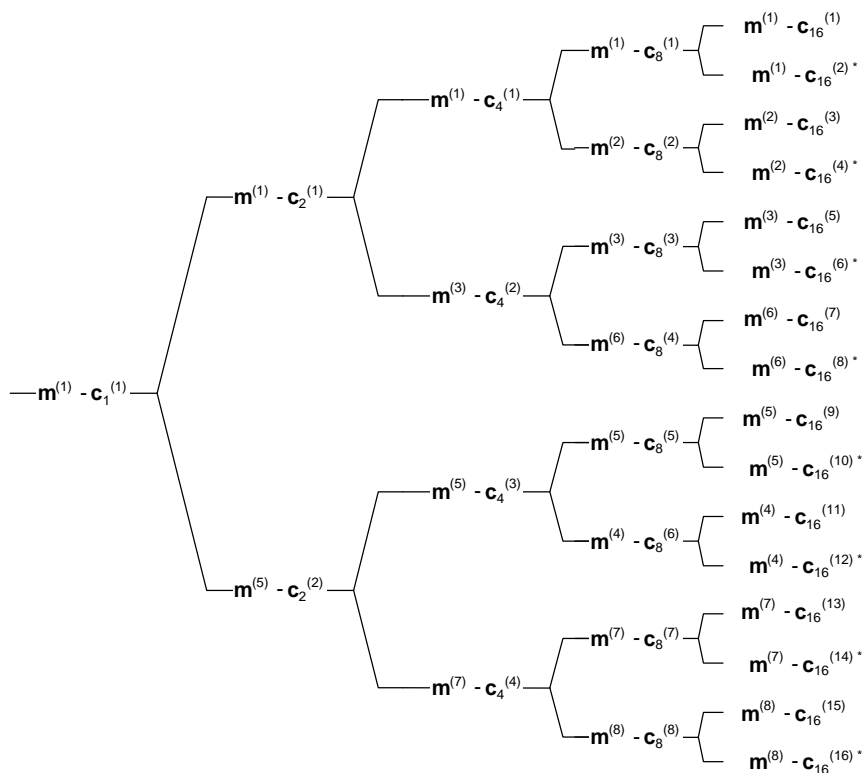 m(1) - c16(1)
m(1) - c8(1)
m(1) - c16(2) *
m(1) - c4(1)
m(2) - c16(3)
m(2) - c8(2)
m(2) - c16(4) *
m(1) - c2(1)
m(3) - c16(5)
m(3) - c8(3)
m(3) - c16(6) *
m(3) - c4(2)
m(6) - c16(7)
m(6) - c8(4)
m(6) - c16(8) *
m(1) - c1(1)
m(5) - c16(9)
m(5) - c8(5)
m(5) - c16(10) *
m(5) - c4(3)
m(4) - c16(11)
m(4) - c8(6)
m(4) - c16(12) *
m(5) - c2(2)
m(7) - c16(13)
m(7) - c8(7)
m(7) - c16(14) *
m(7) - c4(4)
m(8) - c16(15)
m(8) - c8(8)
m(8) - c16(16) *